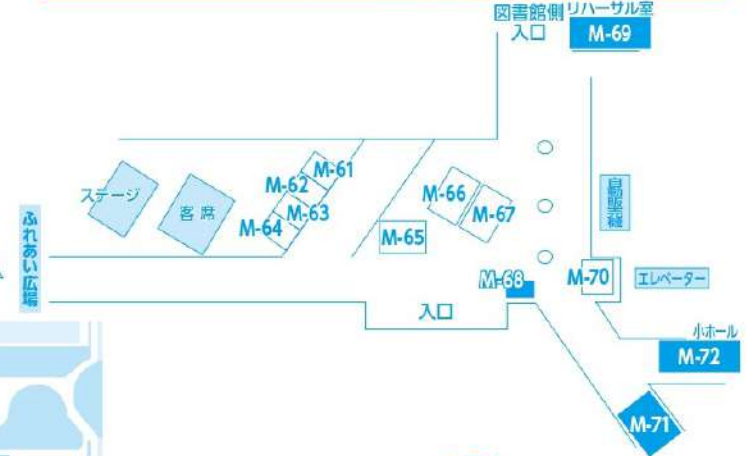 図書館側
入口
リハーサル室
M-69
M-61
M-62
M-63
M-64
ステージ
客席
M-66
M-67
M-65
自動販売機
ふれあい広場
M-68
M-70
エレベーター
入口
小ホール
M-72
M-71